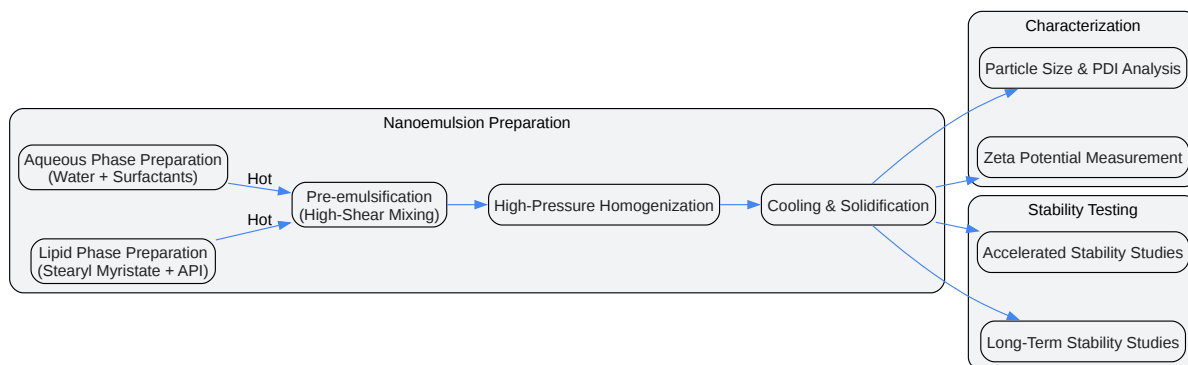 Nanoemulsion Preparation
Aqueous Phase Preparation
(Water + Surfactants)
Hot
Lipid Phase Preparation
(Stearyl Myristate + API)
Hot
Pre-emulsification
(High-Shear Mixing)
High-Pressure Homogenization
Cooling & Solidification
Characterization
Particle Size & PDI Analysis
Zeta Potential Measurement
Stability Testing
Accelerated Stability Studies
Long-Term Stability Studies